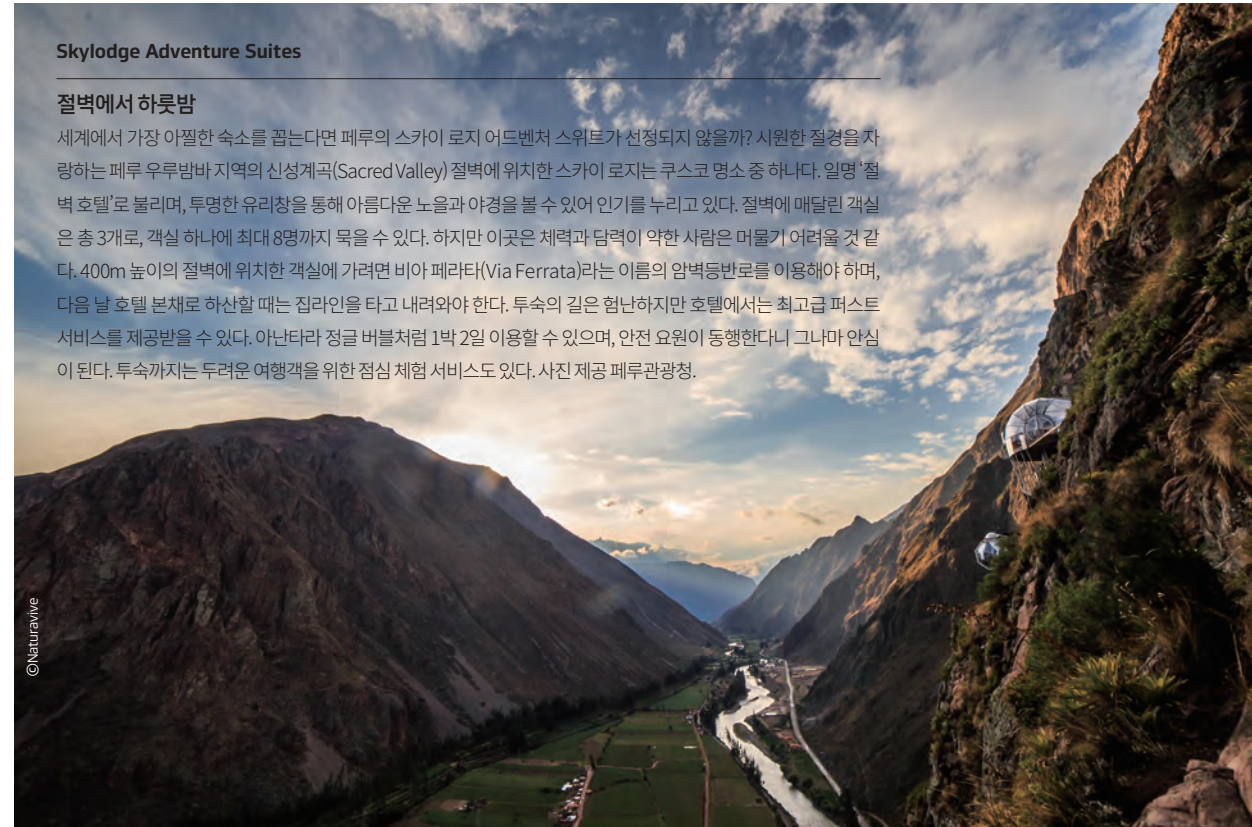 Skylodge Adventure Suites
절벽에서 하룻밤
세계에서 가장 아찔한 숙소를 꼽는다면 페루의 스카이 로지 어드벤처 스위트가 선정되지 않을까? 시원한 절경을 자
랑하는 페루 우루밤바 지역의 신성계곡(Sacred Valley) 절벽에 위치한 스카이 로지는 쿠스코 명소 중 하나다. 일명 ‘절
벽 호텔’로 불리며, 투명한 유리창을 통해 아름다운 노을과 야경을 볼 수 있어 인기를 누리고 있다. 절벽에 매달린 객실
은 총 3개로, 객실 하나에 최대 8명까지 묵을 수 있다. 하지만 이곳은 체력과 담력이 약한 사람은 머물기 어려울 것 같
다. 400m 높이의 절벽에 위치한 객실에 가려면 비아 페라타(Via Ferrata)라는 이름의 암벽등반로를 이용해야 하며,
다음 날 호텔 본채로 하산할 때는 집라인을 타고 내려와야 한다. 투숙의 길은 험난하지만 호텔에서는 최고급 퍼스트
서비스를 제공받을 수 있다. 아난타라 정글 버블처럼 1박 2일 이용할 수 있으며, 안전 요원이 동행한다니 그나마 안심
이 된다. 투숙까지는 두려운 여행객을 위한 점심 체험 서비스도 있다. 사진 제공 페루관광청.
©Naturavive